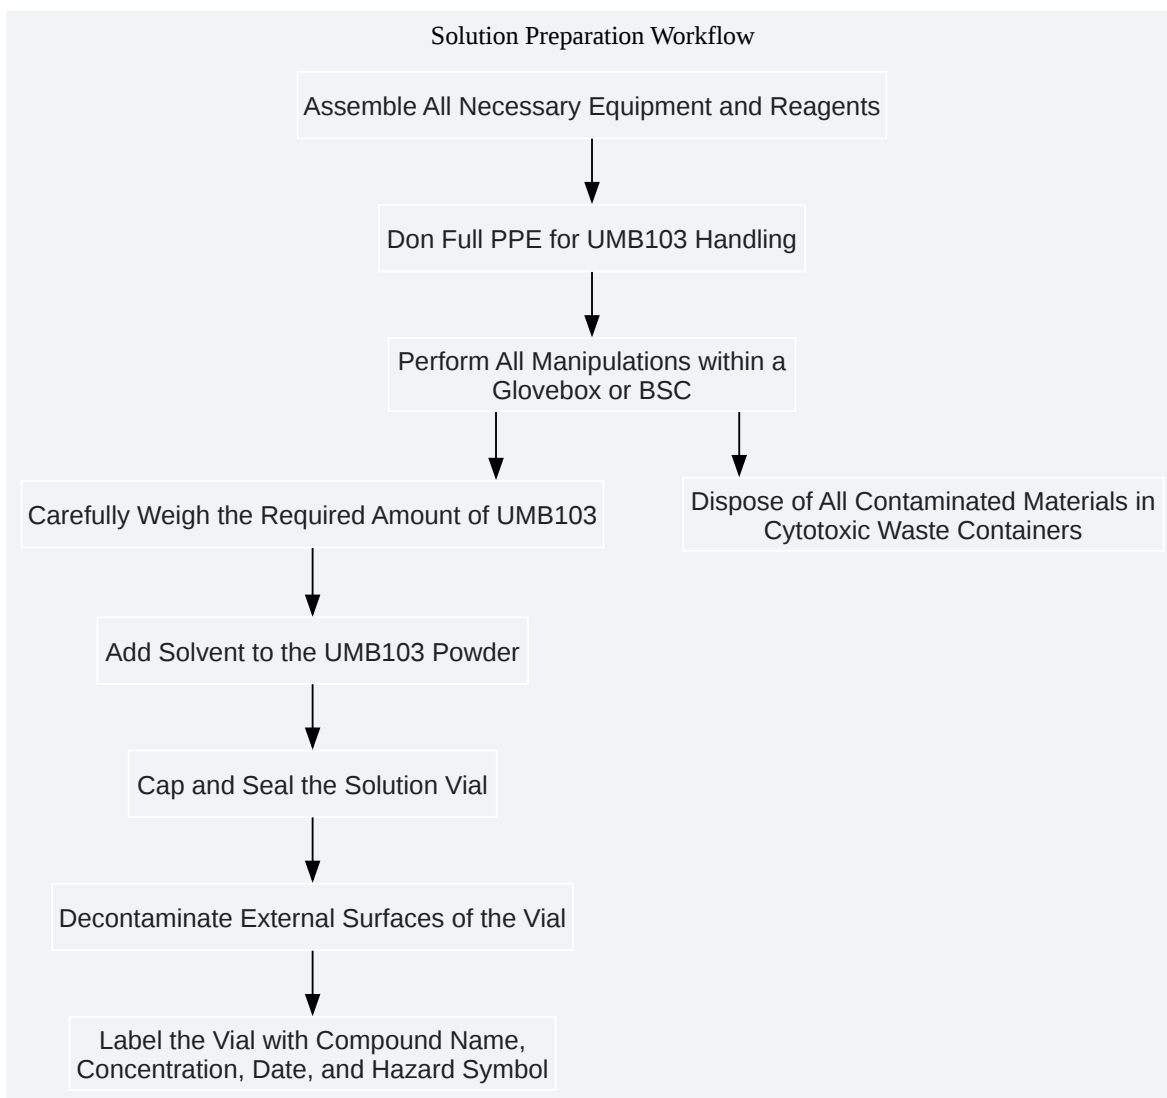 Solution Preparation Workflow
Assemble All Necessary Equipment and Reagents
Don Full PPE for UMB103 Handling
Perform All Manipulations within a
Glovebox or BSC
Carefully Weigh the Required Amount of UMB103
Dispose of All Contaminated Materials in
Cytotoxic Waste Containers
Add Solvent to the UMB103 Powder
Cap and Seal the Solution Vial
Decontaminate External Surfaces of the Vial
Label the Vial with Compound Name,
Concentration, Date, and Hazard Symbol